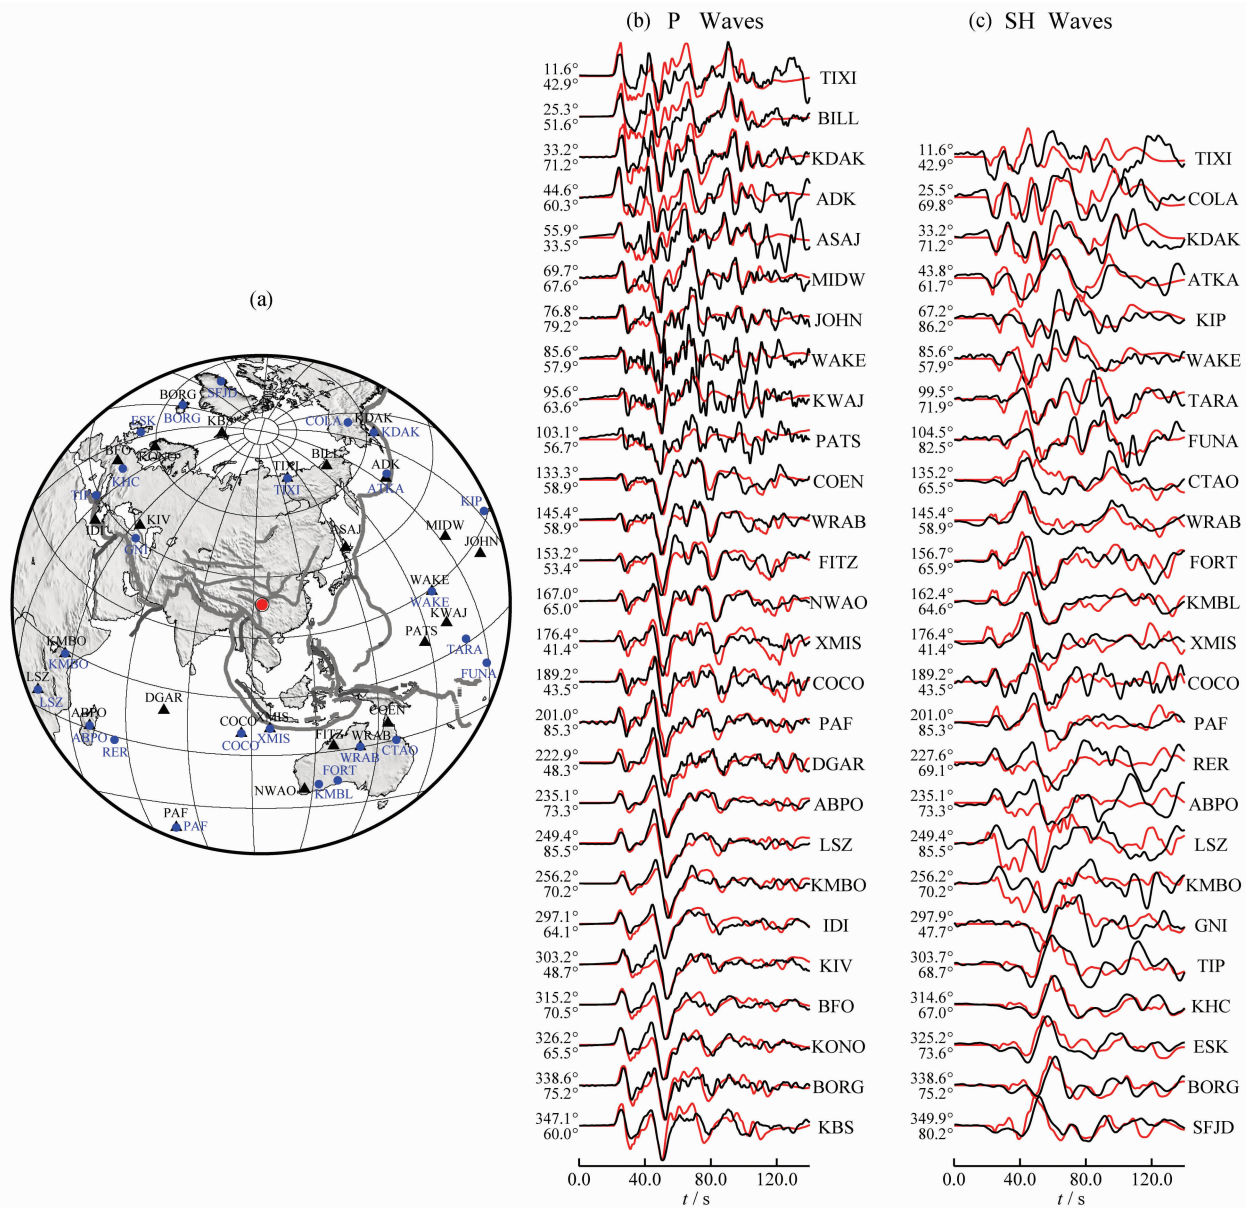 (a)
BORG
SFJD
BORG
ESK
KBS
COLA
KDAK
KDAK
BFO
KONO
KHC
BILL
TIXI
TIXI
ADK
ATKA
TIP
IDI
KIV
GNI
ASAJ
KIP
MIDW
JOHN
WAKE
WAKE
KWAJ
PATS
TARA
FUNA
KMBO
KMBO
LSZ
LSZ
ABPO
ABPO
RER
DGAR
COCO
XMIS
COCO
XMIS
COEN
FITZ
WRAB
WRAB
CTAO
FORT
NWAO
KMBL
PAF
PAF
(b) P Waves
11.6°
42.9° TIXI
25.3°
51.6° BILL
33.2°
71.2° KDAK
44.6°
60.3° ADK
55.9°
33.5° ASAJ
69.7°
67.6° MIDW
76.8°
79.2° JOHN
85.6°
57.9° WAKE
95.6°
63.6° KWAJ
103.1°
56.7° PATS
133.3°
58.9° COEN
145.4°
58.9° WRAB
153.2°
53.4° FITZ
167.0°
65.0° NWAO
176.4°
41.4° XMIS
189.2°
43.5° COCO
201.0°
85.3° PAF
222.9°
48.3° DGAR
235.1°
73.3° ABPO
249.4°
85.5° LSZ
256.2°
70.2° KMBO
297.1°
64.1° IDI
303.2°
48.7° KIV
315.2°
70.5° BFO
326.2°
65.5° KONO
338.6°
75.2° BORG
347.1°
60.0° KBS
0.0 40.0 80.0 120.0
t / s
(c) SH Waves
11.6°
42.9° TIXI
25.5°
69.8° COLA
33.2°
71.2° KDAK
43.8°
61.7° ATKA
67.2°
86.2° KIP
85.6°
57.9° WAKE
99.5°
71.9° TARA
104.5°
82.5° FUNA
135.2°
65.5° CTAO
145.4°
58.9° WRAB
156.7°
65.9° FORT
162.4°
64.6° KMBL
176.4°
41.4° XMIS
189.2°
43.5° COCO
201.0°
85.3° PAF
227.6°
69.1° RER
235.1°
73.3° ABPO
249.4°
85.5° LSZ
256.2°
70.2° KMBO
297.9°
47.7° GNI
303.7°
68.7° TIP
314.6°
67.0° KHC
325.2°
73.6° ESK
338.6°
75.2° BORG
349.9°
80.2° SFJD
0.0 40.0 80.0 120.0
t / s